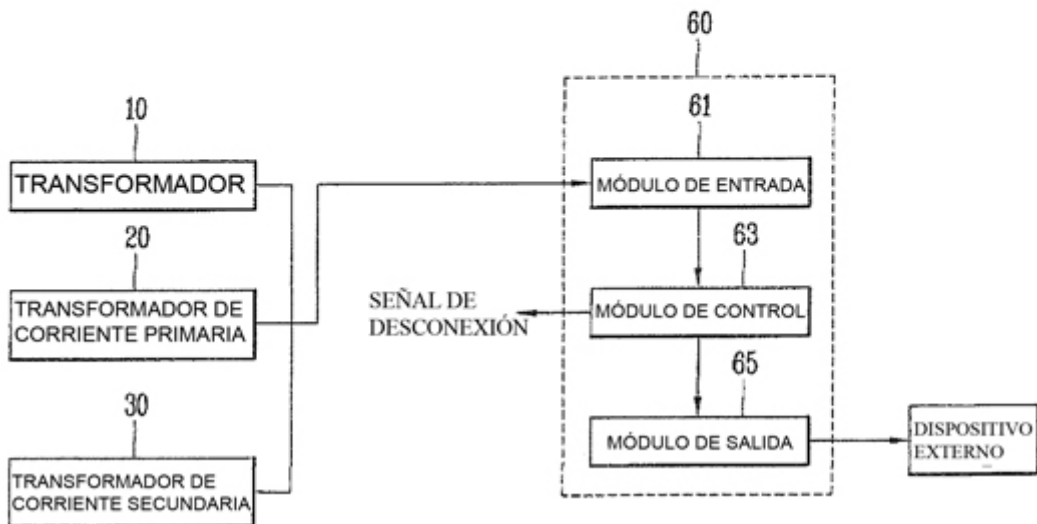 60
10
61
TRANSFORMADOR
MÓDULO DE ENTRADA
20
63
TRANSFORMADOR DE
CORRIENTE PRIMARIA
SEÑAL DE
DESCONEXIÓN
MÓDULO DE CONTROL
65
30
MÓDULO DE SALIDA
DISPOSITIVO
EXTERNO
TRANSFORMADOR DE
CORRIENTE SECUNDARIA